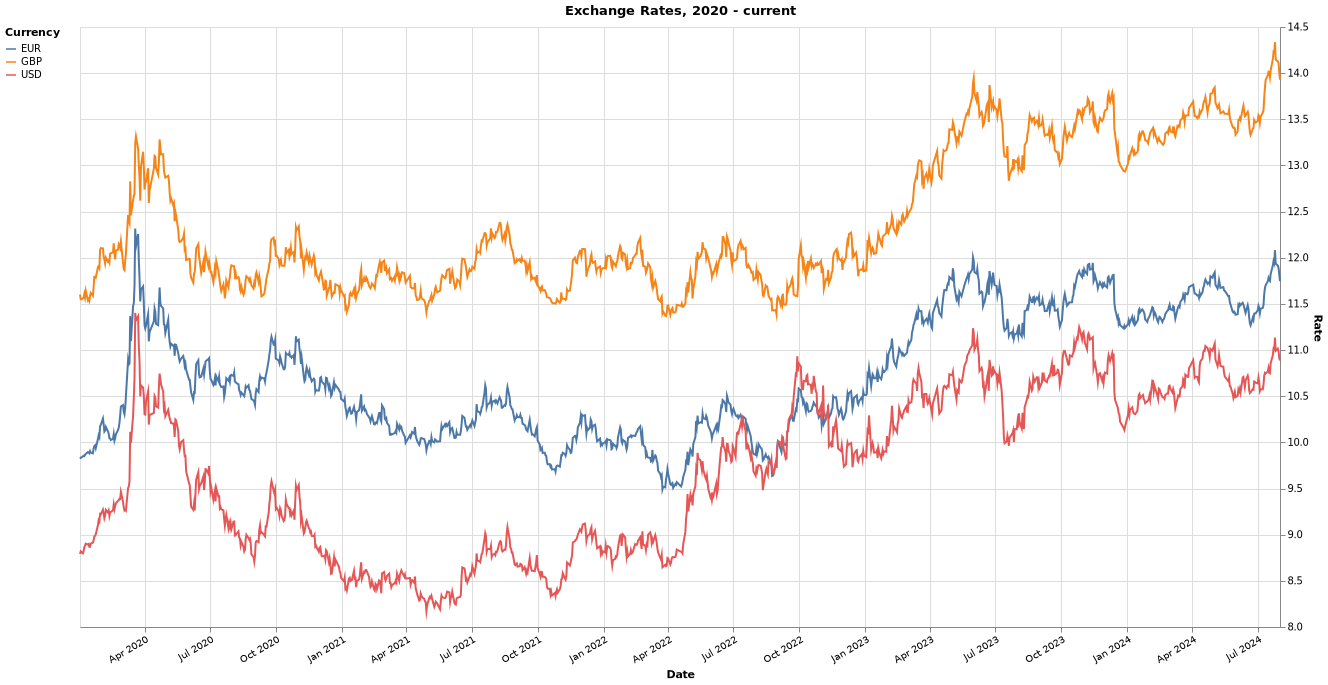 Exchange Rates, 2020 - current
Currency
EUR
GBP
USD
14.5
14.0
13.5
13.0
12.5
12.0
11.5
11.0
10.5
10.0
9.5
9.0
8.5
8.0
Rate
Apr 2020
Jul 2020
Oct 2020
Jan 2021
Apr 2021
Jul 2021
Oct 2021
Jan 2022
Apr 2022
Jul 2022
Oct 2022
Jan 2023
Apr 2023
Jul 2023
Oct 2023
Jan 2024
Apr 2024
Jul 2024
Date